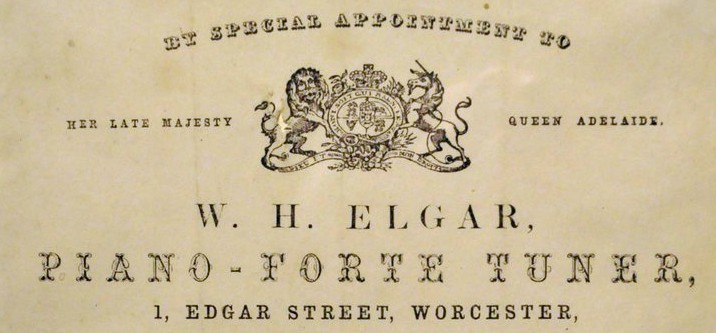 BY SPECIAL APPOINTMENT TO
HER LATE MAJESTY QUEEN ADELAIDE.
W. H. ELGAR,
PIANO-FORTE TUNER,
1, EDGAR STREET, WORCESTER,